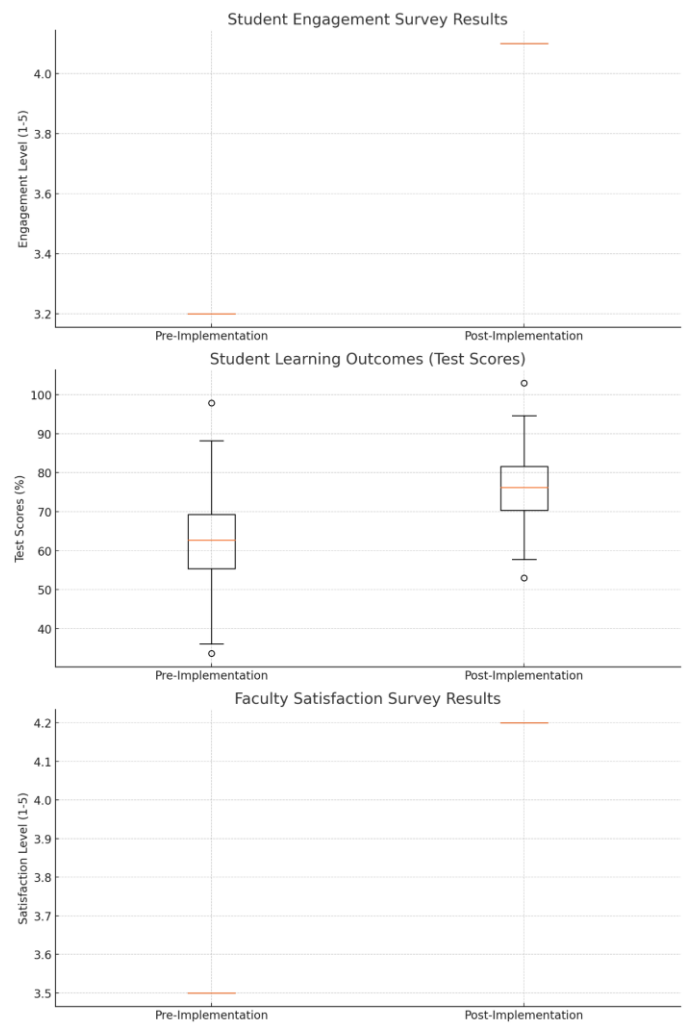 Student Engagement Survey Results
4.0
3.8
3.6
3.4
3.2
Engagement Level (1-5)
Pre-Implementation
Post-Implementation
Student Learning Outcomes (Test Scores)
100
90
80
70
60
50
40
Test Scores (%)
Pre-Implementation
Post-Implementation
Faculty Satisfaction Survey Results
4.2
4.1
4.0
3.9
3.8
3.7
3.6
3.5
Satisfaction Level (1-5)
Pre-Implementation
Post-Implementation